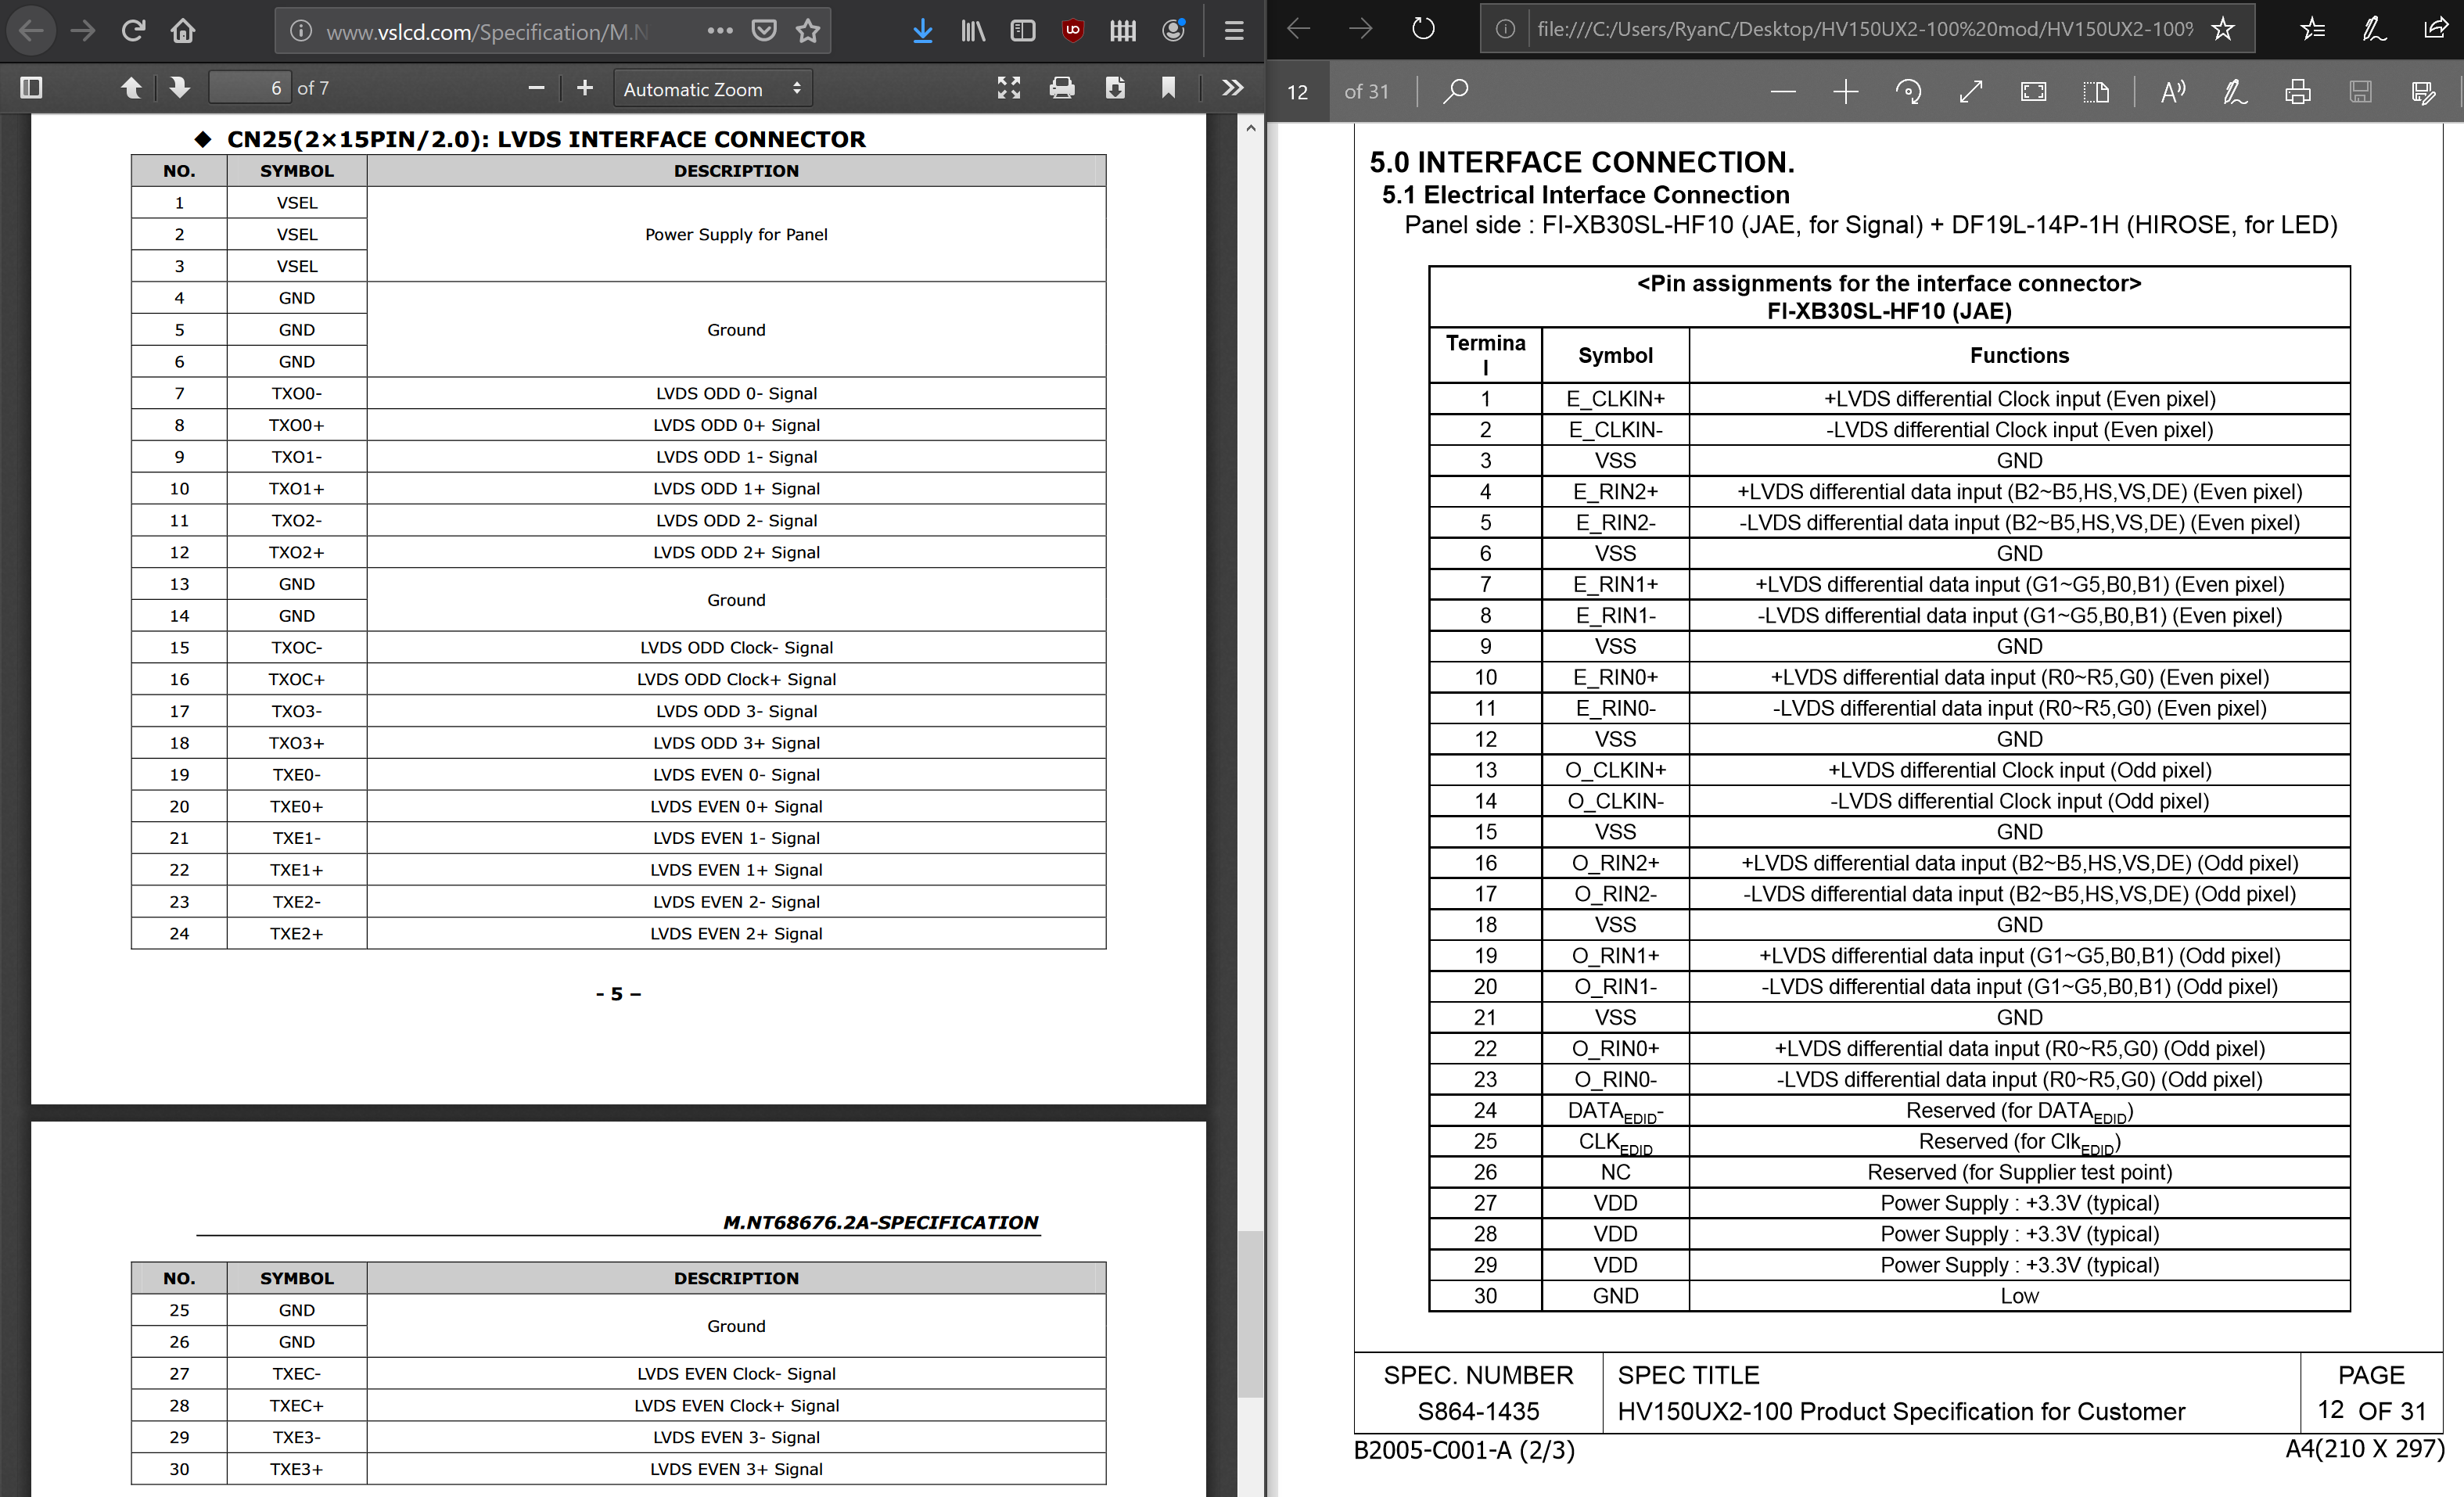 www.vslcd.com/Specification/M.N
6 of 7
Automatic Zoom
◆ CN25(2×15PIN/2.0): LVDS INTERFACE CONNECTOR
NO. SYMBOL DESCRIPTION
1 VSEL
2 VSEL Power Supply for Panel
3 VSEL
4 GND
5 GND Ground
6 GND
7 TXO0- LVDS ODD 0- Signal
8 TXO0+ LVDS ODD 0+ Signal
9 TXO1- LVDS ODD 1- Signal
10 TXO1+ LVDS ODD 1+ Signal
11 TXO2- LVDS ODD 2- Signal
12 TXO2+ LVDS ODD 2+ Signal
13 GND
Ground
14 GND
15 TXOC- LVDS ODD Clock- Signal
16 TXOC+ LVDS ODD Clock+ Signal
17 TXO3- LVDS ODD 3- Signal
18 TXO3+ LVDS ODD 3+ Signal
19 TXE0- LVDS EVEN 0- Signal
20 TXE0+ LVDS EVEN 0+ Signal
21 TXE1- LVDS EVEN 1- Signal
22 TXE1+ LVDS EVEN 1+ Signal
23 TXE2- LVDS EVEN 2- Signal
24 TXE2+ LVDS EVEN 2+ Signal
- 5 –
M.NT68676.2A-SPECIFICATION
NO. SYMBOL DESCRIPTION
25 GND
Ground
26 GND
27 TXEC- LVDS EVEN Clock- Signal
28 TXEC+ LVDS EVEN Clock+ Signal
29 TXE3- LVDS EVEN 3- Signal
30 TXE3+ LVDS EVEN 3+ Signal
file:///C:/Users/RyanC/Desktop/HV150UX2-100%20mod/HV150UX2-100%
12 of 31
5.0 INTERFACE CONNECTION.
5.1 Electrical Interface Connection
Panel side : FI-XB30SL-HF10 (JAE, for Signal) + DF19L-14P-1H (HIROSE, for LED)
<Pin assignments for the interface connector>
FI-XB30SL-HF10 (JAE)
Termina
l Symbol Functions
1 E_CLKIN+ +LVDS differential Clock input (Even pixel)
2 E_CLKIN- -LVDS differential Clock input (Even pixel)
3 VSS GND
4 E_RIN2+ +LVDS differential data input (B2~B5,HS,VS,DE) (Even pixel)
5 E_RIN2- -LVDS differential data input (B2~B5,HS,VS,DE) (Even pixel)
6 VSS GND
7 E_RIN1+ +LVDS differential data input (G1~G5,B0,B1) (Even pixel)
8 E_RIN1- -LVDS differential data input (G1~G5,B0,B1) (Even pixel)
9 VSS GND
10 E_RIN0+ +LVDS differential data input (R0~R5,G0) (Even pixel)
11 E_RIN0- -LVDS differential data input (R0~R5,G0) (Even pixel)
12 VSS GND
13 O_CLKIN+ +LVDS differential Clock input (Odd pixel)
14 O_CLKIN- -LVDS differential Clock input (Odd pixel)
15 VSS GND
16 O_RIN2+ +LVDS differential data input (B2~B5,HS,VS,DE) (Odd pixel)
17 O_RIN2- -LVDS differential data input (B2~B5,HS,VS,DE) (Odd pixel)
18 VSS GND
19 O_RIN1+ +LVDS differential data input (G1~G5,B0,B1) (Odd pixel)
20 O_RIN1- -LVDS differential data input (G1~G5,B0,B1) (Odd pixel)
21 VSS GND
22 O_RIN0+ +LVDS differential data input (R0~R5,G0) (Odd pixel)
23 O_RIN0- -LVDS differential data input (R0~R5,G0) (Odd pixel)
24 DATAEDID- Reserved (for DATAEDID)
25 CLKEDID Reserved (for ClkEDID)
26 NC Reserved (for Supplier test point)
27 VDD Power Supply : +3.3V (typical)
28 VDD Power Supply : +3.3V (typical)
29 VDD Power Supply : +3.3V (typical)
30 GND Low
SPEC. NUMBER SPEC TITLE PAGE
S864-1435 HV150UX2-100 Product Specification for Customer 12 OF 31
B2005-C001-A (2/3) A4(210 X 297)